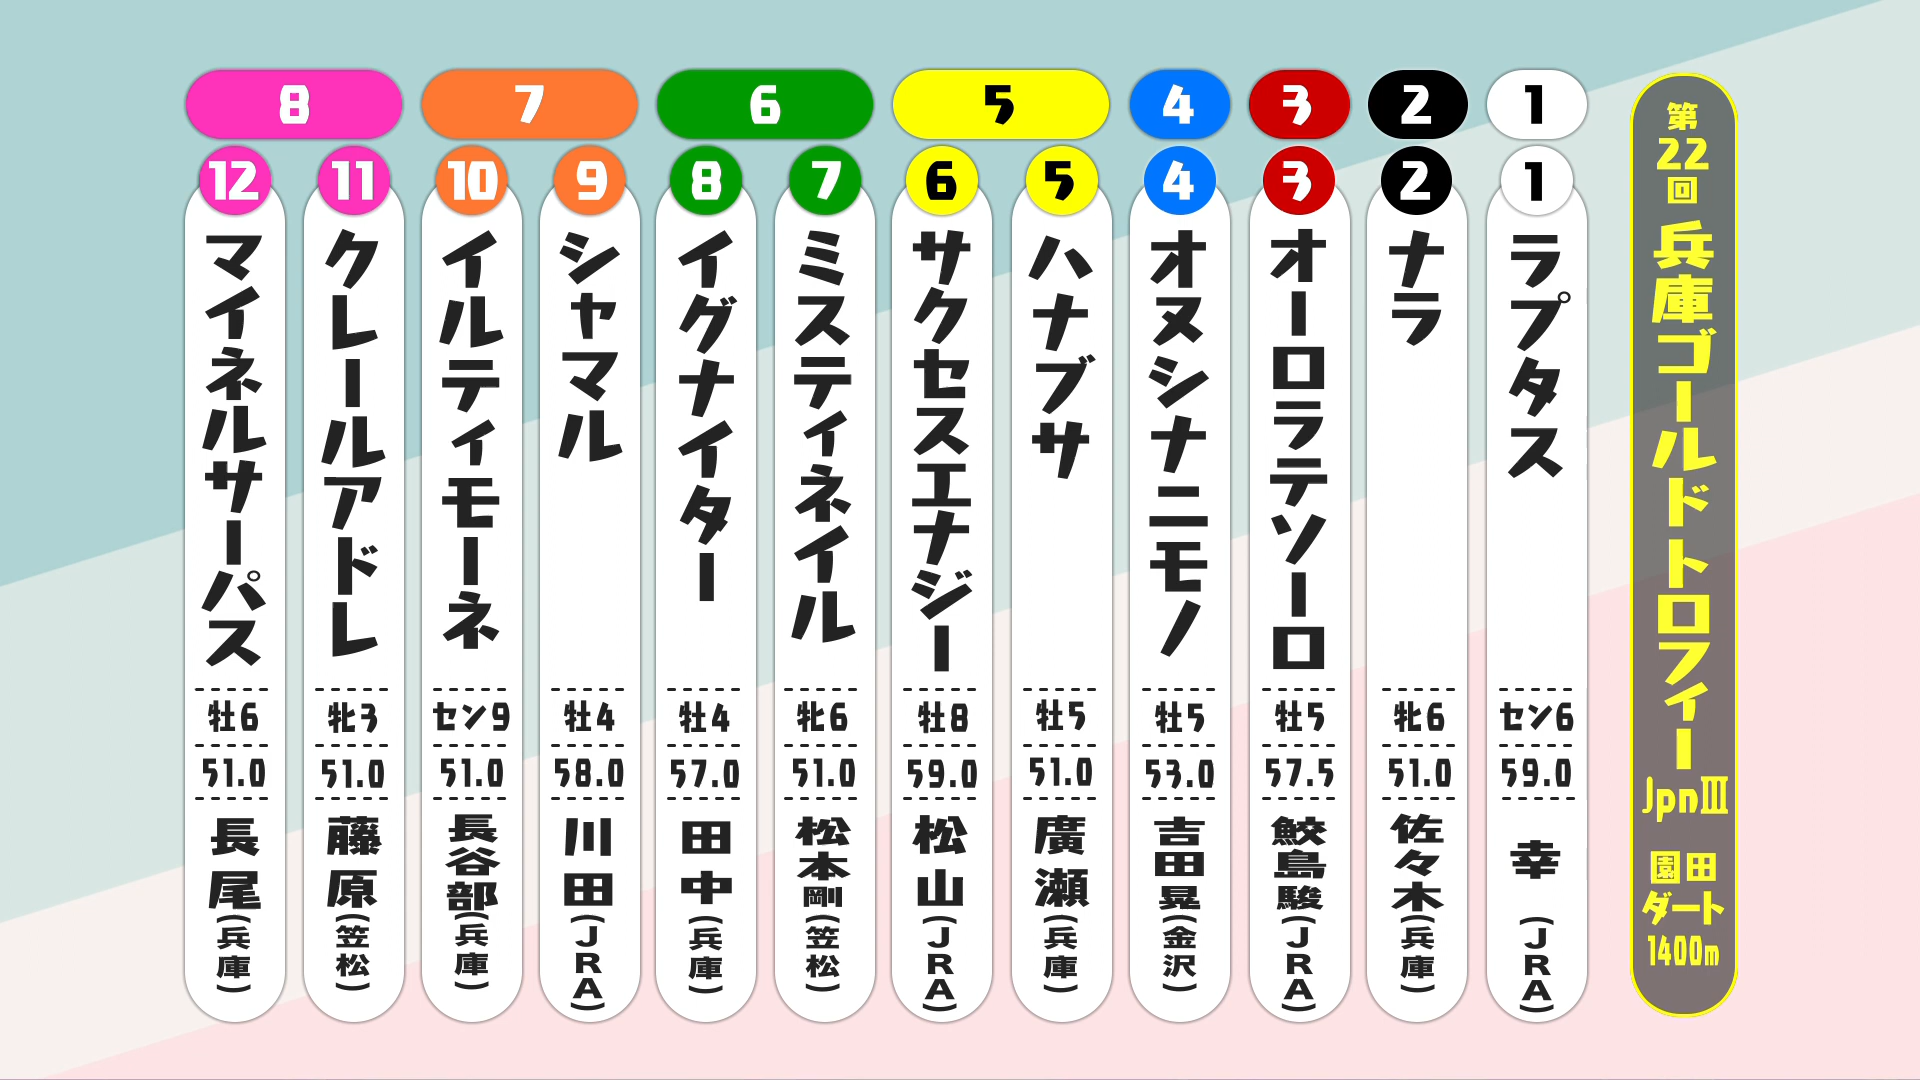 第22回 兵庫ゴールドトロフィー JpnⅢ 園田 ダート 1400m
1
1 ラプタス セン6 59.0 幸(JRA)
2
2 ナラ 牝6 51.0 佐々木(兵庫)
3
3 オーロラテソーロ 牡5 57.5 鮫島駿(JRA)
4
4 オヌシナニモノ 牡5 53.0 吉田晃(金沢)
5
5 ハナブサ 牡5 51.0 廣瀬(兵庫)
6 サクセスエナジー 牡8 59.0 松山(JRA)
6
7 ミスティネイル 牝6 51.0 松本剛(笠松)
8 イグナイター 牡4 57.0 田中(兵庫)
7
9 シャマル 牡4 58.0 川田(JRA)
10 イルティモーネ セン9 51.0 長谷部(兵庫)
8
11 クレールアドレ 牝3 51.0 藤原(笠松)
12 マイネルサーパス 牡6 51.0 長尾(兵庫)